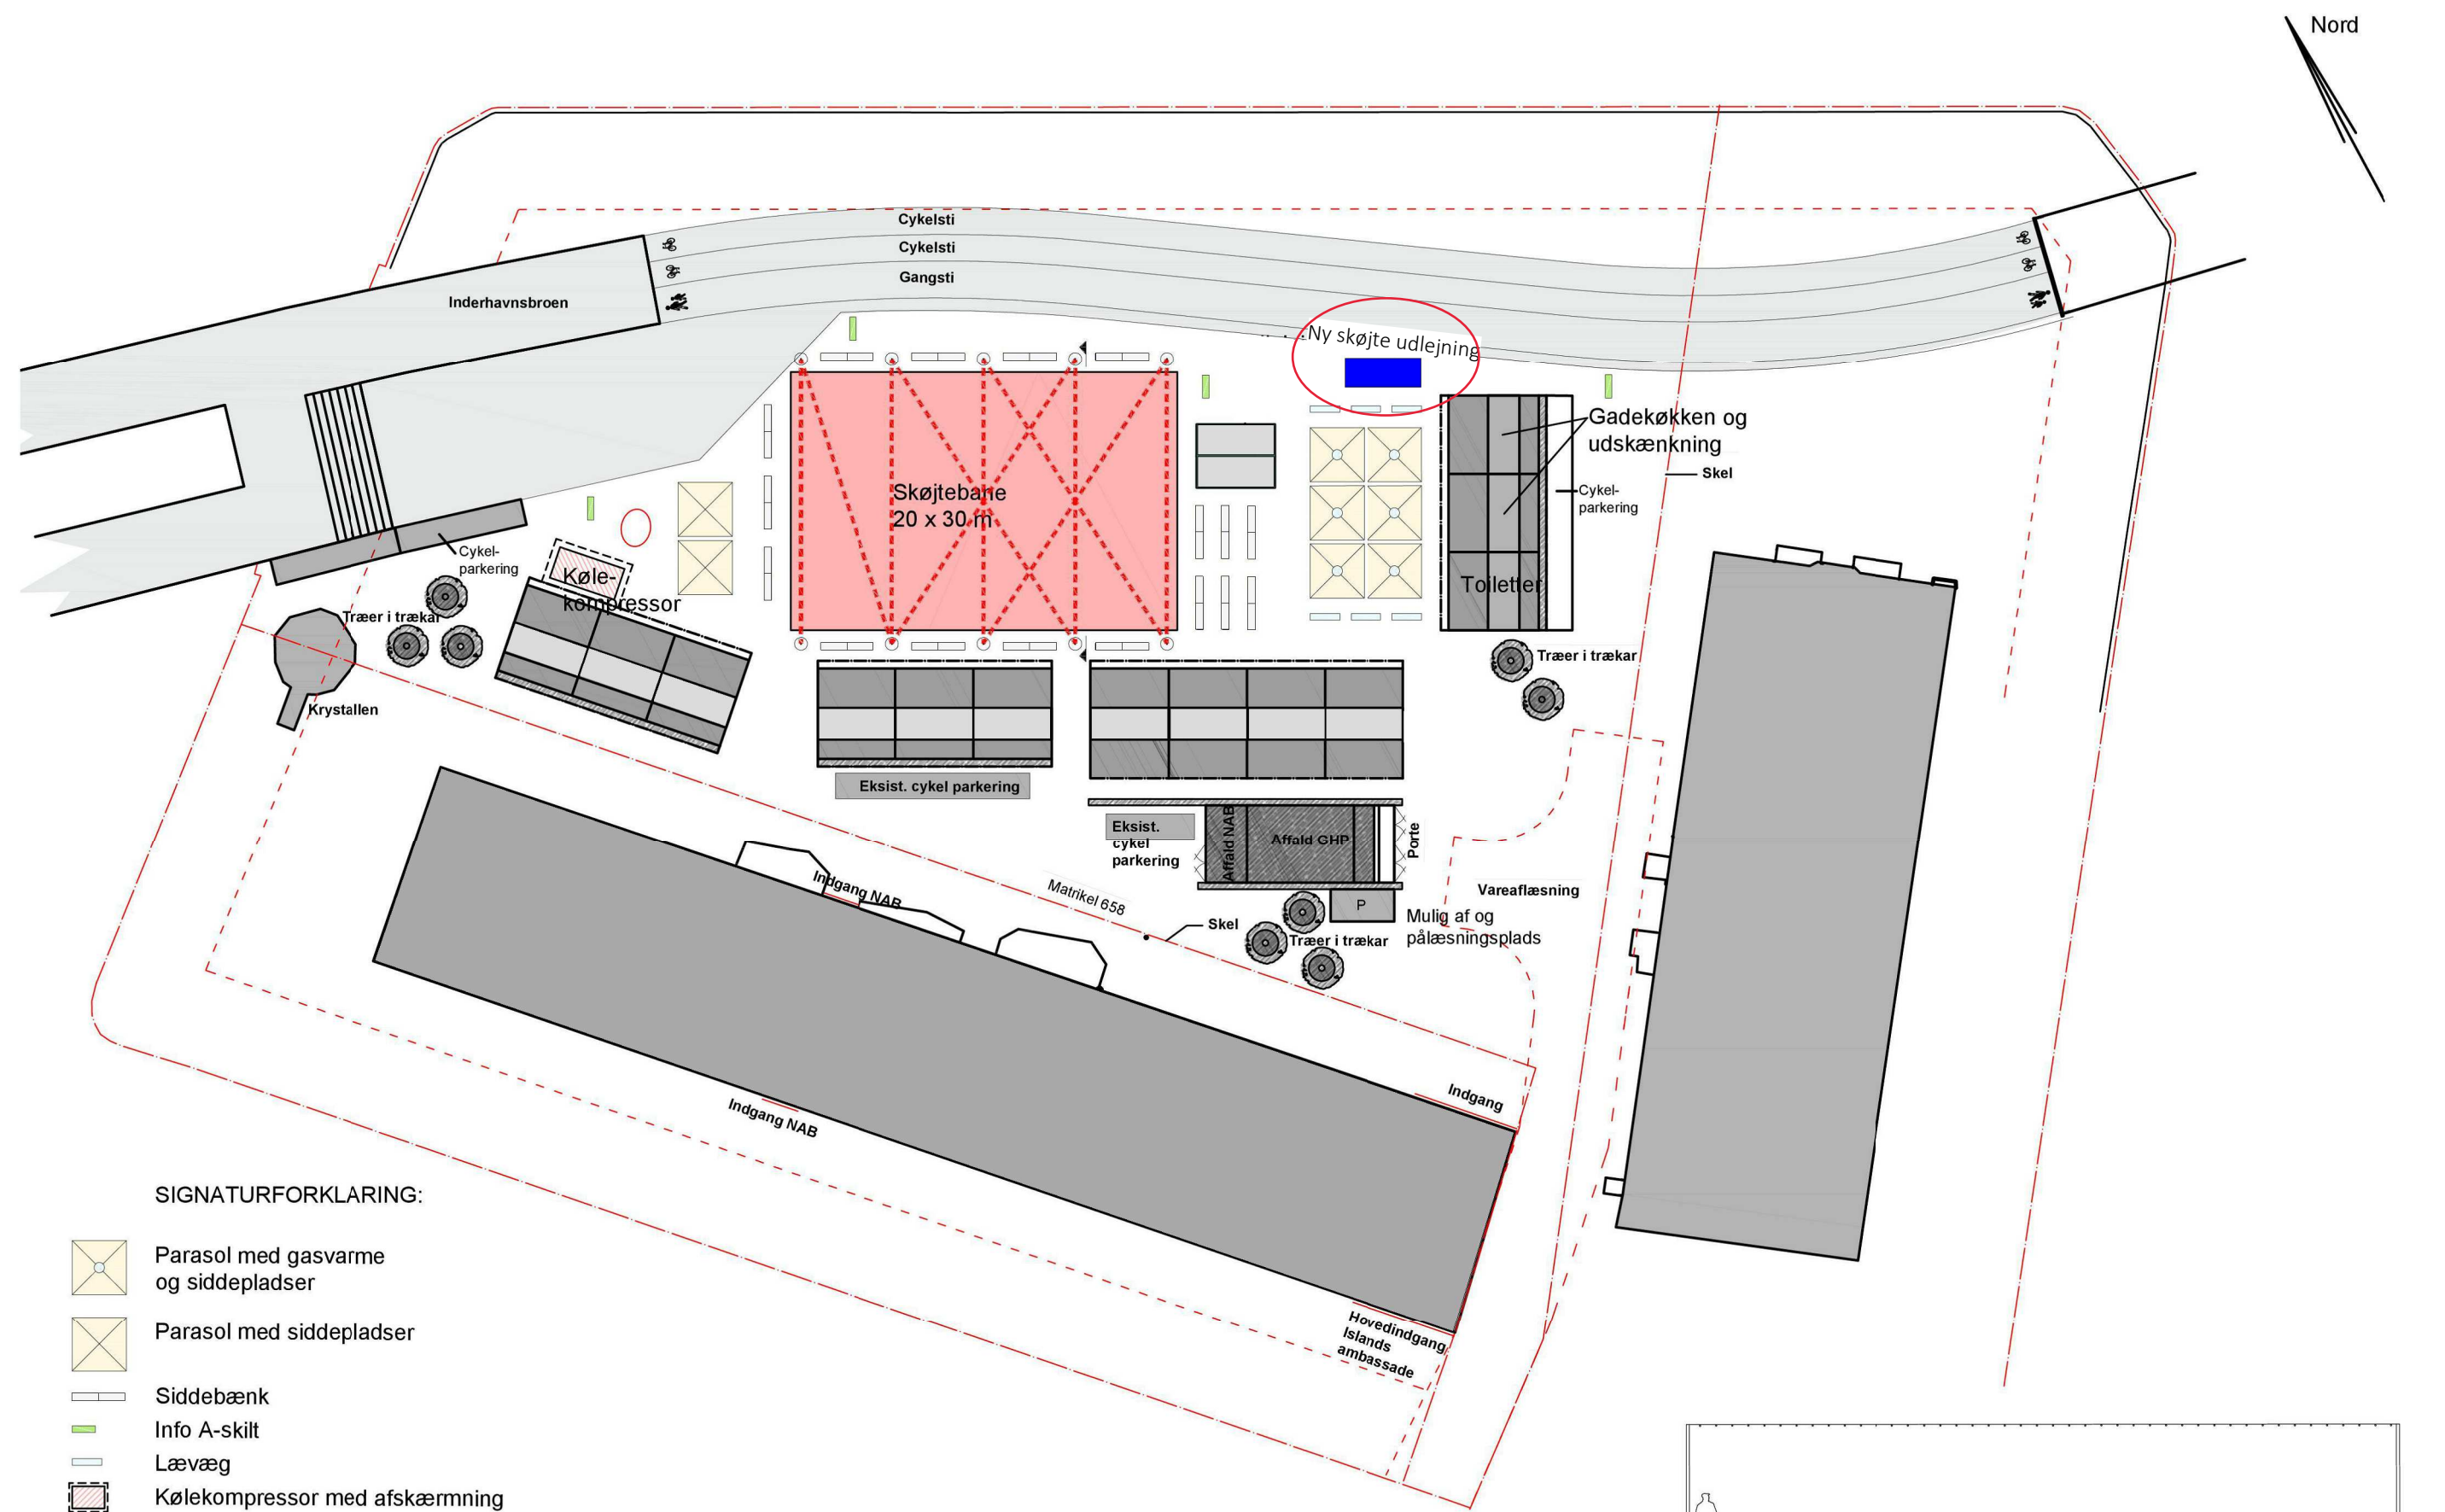 Nord
Cykelsti
Cykelsti
Gangsti
Inderhavnsbroen
Ny skøjte udlejning
Gadekøkken og
udskænkning
Skel
Cykel-
parkering
Skøjtebane
20 x 30 m
Cykel-
parkering
Køle-
kompressor
Toiletter
Træer i trækar
Træer i trækar
Krystallen
Eksist. cykel parkering
Eksist.
cykel
parkering
Affald NAB
Affald GHP
Porte
Indgang NAB
Matrikel 658
Skel
P
Vareaflæsning
Mulig af og
pålæsningsplads
Træer i trækar
Indgang
Indgang NAB
Hovedindgang
Islands
ambassade
SIGNATURFORKLARING:
Parasol med gasvarme
og siddepladser
Parasol med siddepladser
Siddebænk
Info A-skilt
Lævæg
Kølekompressor med afskærmning